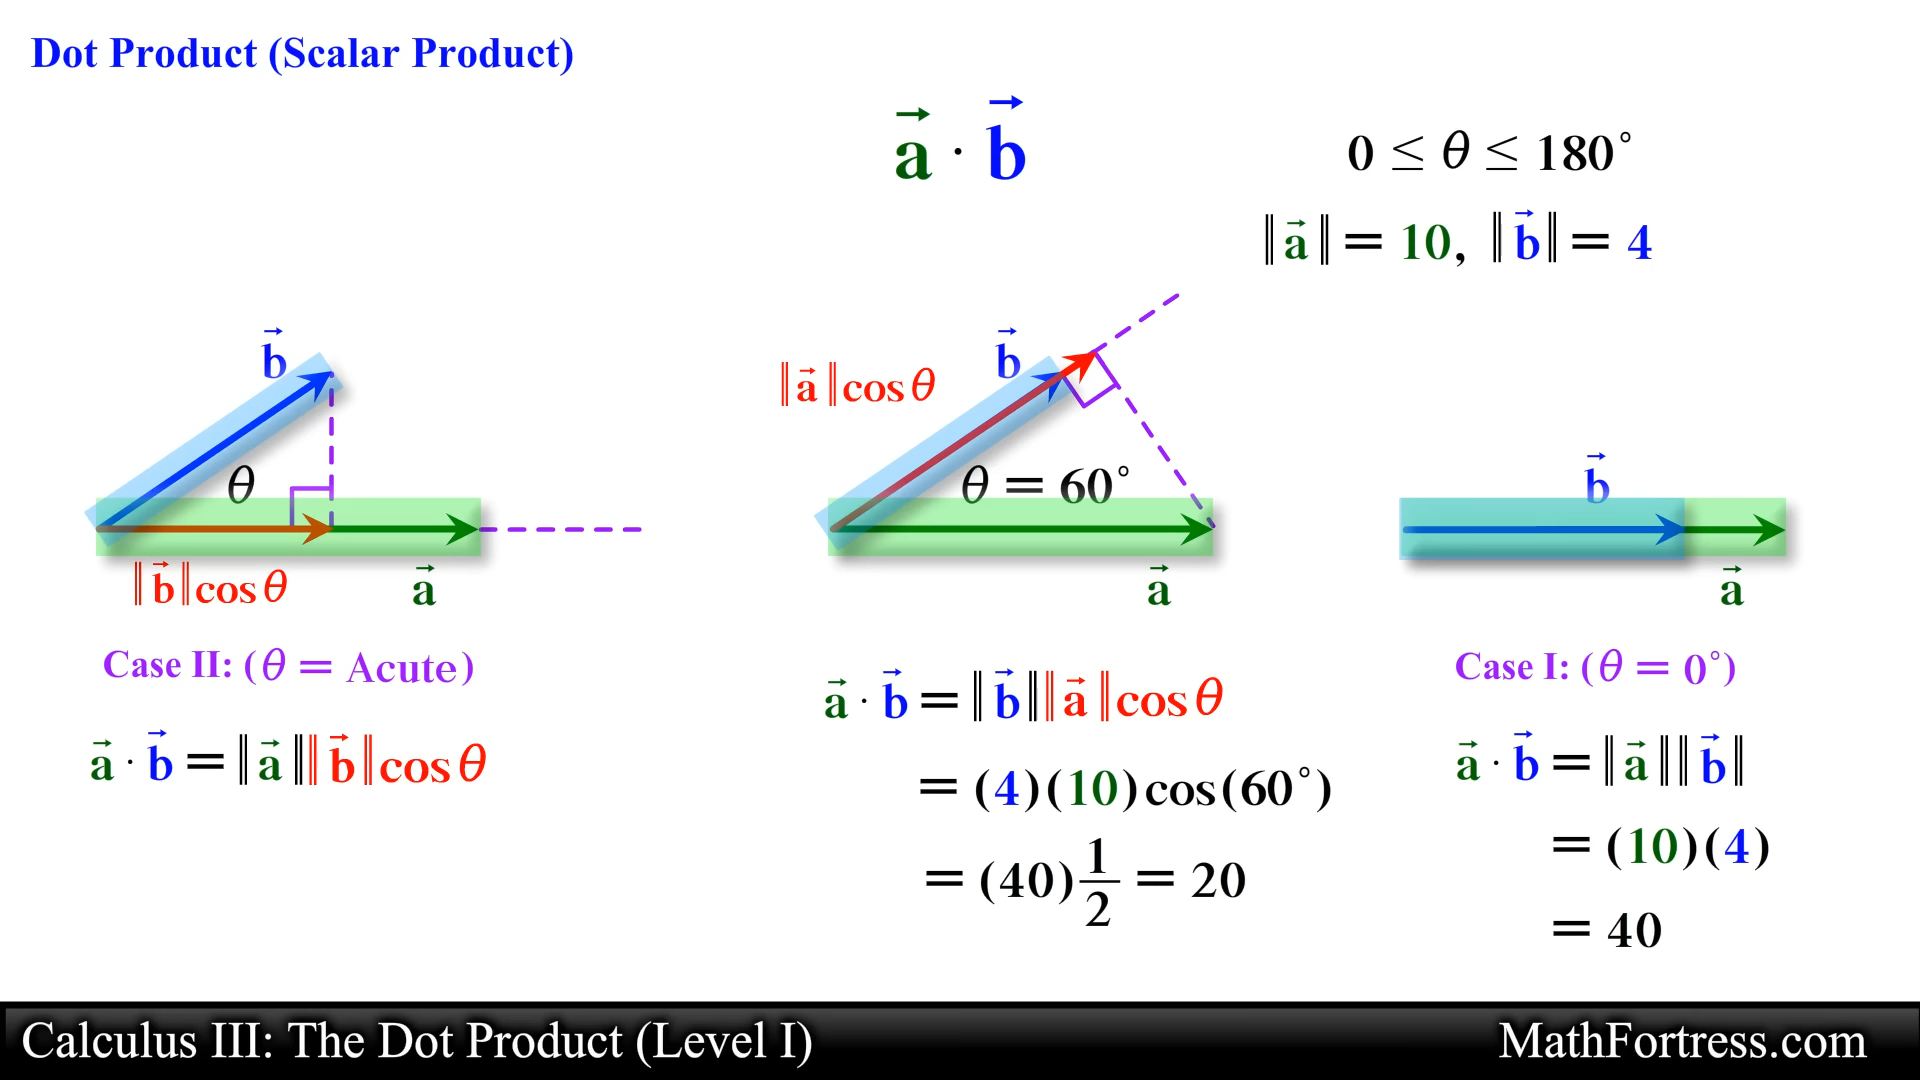 Dot Product (Scalar Product)
a⃗ · b⃗
0 ≤ θ ≤ 180°
‖a⃗‖ = 10, ‖b⃗‖ = 4
b⃗
θ
‖b⃗‖cos θ
a⃗
Case II: (θ = Acute)
a⃗ · b⃗ = ‖a⃗‖‖b⃗‖cos θ
‖a⃗‖cos θ
b⃗
θ = 60°
a⃗
a⃗ · b⃗ = ‖b⃗‖‖a⃗‖cos θ
= (4)(10)cos(60°)
= (40) 1/2 = 20
b⃗
a⃗
Case I: (θ = 0°)
a⃗ · b⃗ = ‖a⃗‖‖b⃗‖
= (10)(4)
= 40
Calculus III: The Dot Product (Level I)
MathFortress.com